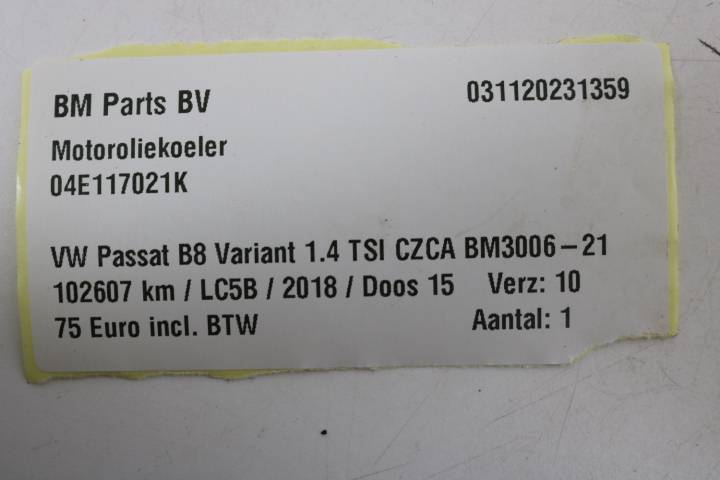 BM Parts BV 031120231359
Motoroliekoeler
04E117021K
VW Passat B8 Variant 1.4 TSI CZCA BM3006-21
102607 km / LC5B / 2018 / Doos 15 Verz: 10
75 Euro incl. BTW Aantal: 1